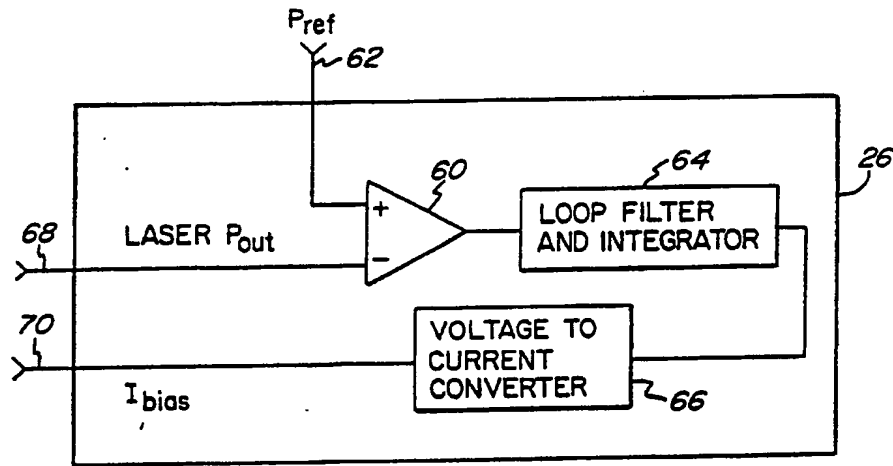 Pref
62
26
64
60
+
LOOP FILTER
AND INTEGRATOR
68
LASER Pout
−
70
VOLTAGE TO
CURRENT
CONVERTER
66
Ibias